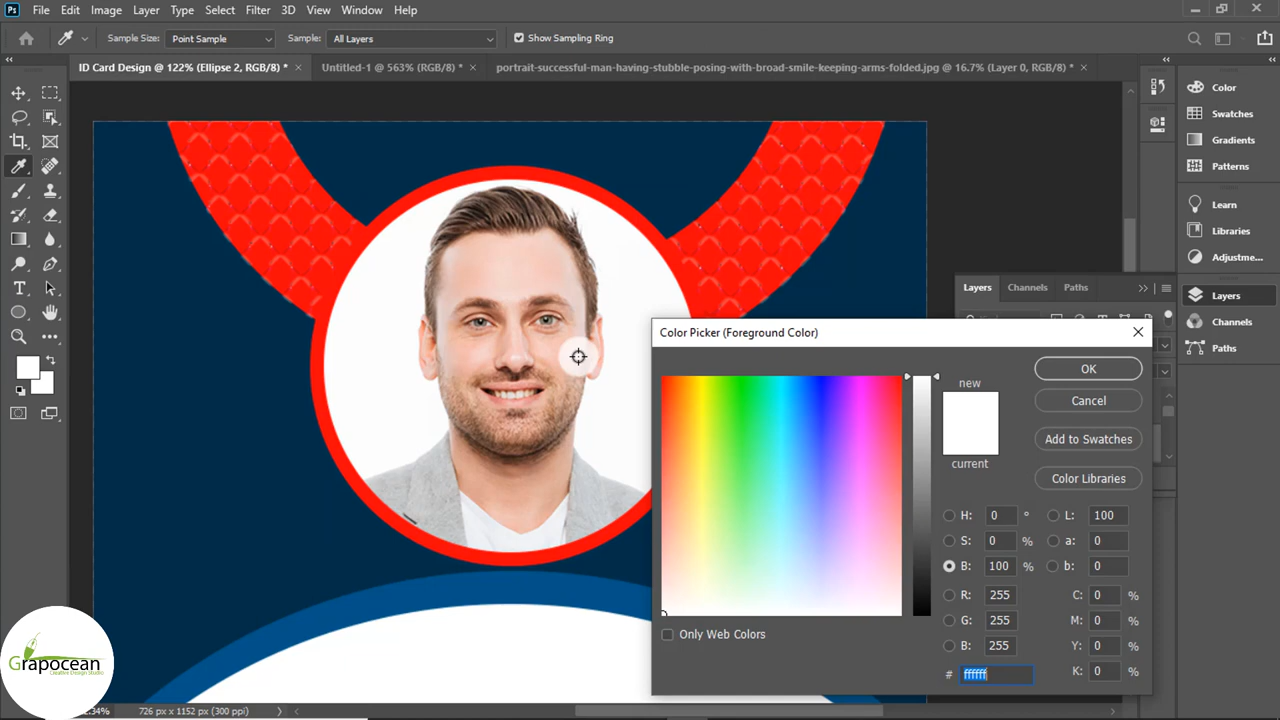 Ps File Edit Image Layer Type Select Filter 3D View Window Help
Sample Size: Point Sample Sample: All Layers Show Sampling Ring
ID Card Design @ 122% (Ellipse 2, RGB/8) * × Untitled-1 @ 563% (RGB/8) * × portrait-successful-man-having-stubble-posing-with-broad-smile-keeping-arms-folded.jpg @ 16.7% (Layer 0, RGB/8) * ×
Color
Swatches
Gradients
Patterns
Learn
Libraries
Adjustme...
Layers Channels Paths
Layers
Channels
Paths
Color Picker (Foreground Color)
new
current
OK
Cancel
Add to Swatches
Color Libraries
H: 0 ° L: 100
S: 0 % a: 0
B: 100 % b: 0
R: 255 C: 0 %
G: 255 M: 0 %
B: 255 Y: 0 %
# ffffff K: 0 %
Only Web Colors
Grapocean
Creative Design Studio
2.34% 726 px x 1152 px (300 ppi)